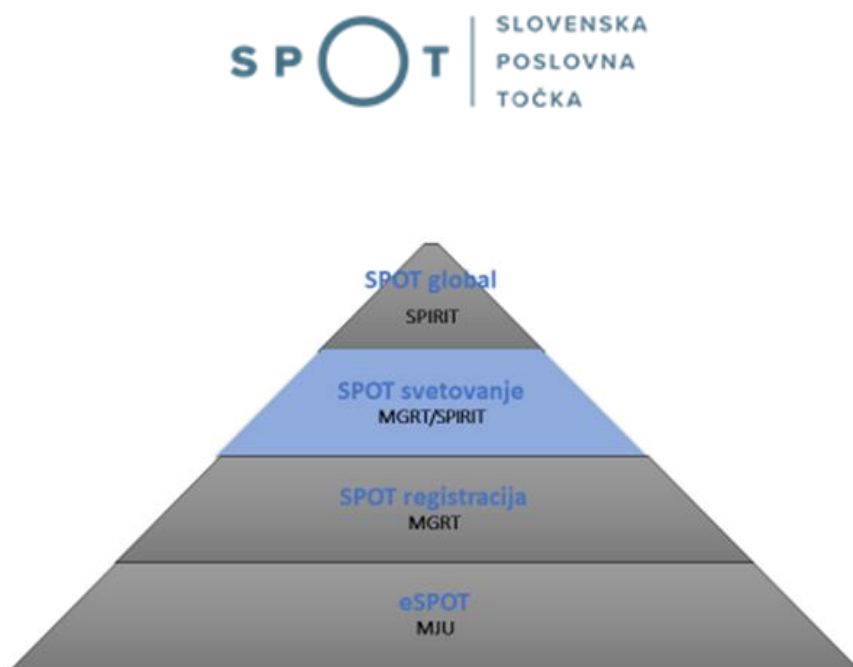 SPOT
SLOVENSKA
POSLOVNA
TOČKA
SPOT global
SPIRIT
SPOT svetovanje
MGRT/SPIRIT
SPOT registracija
MGRT
eSPOT
MJU